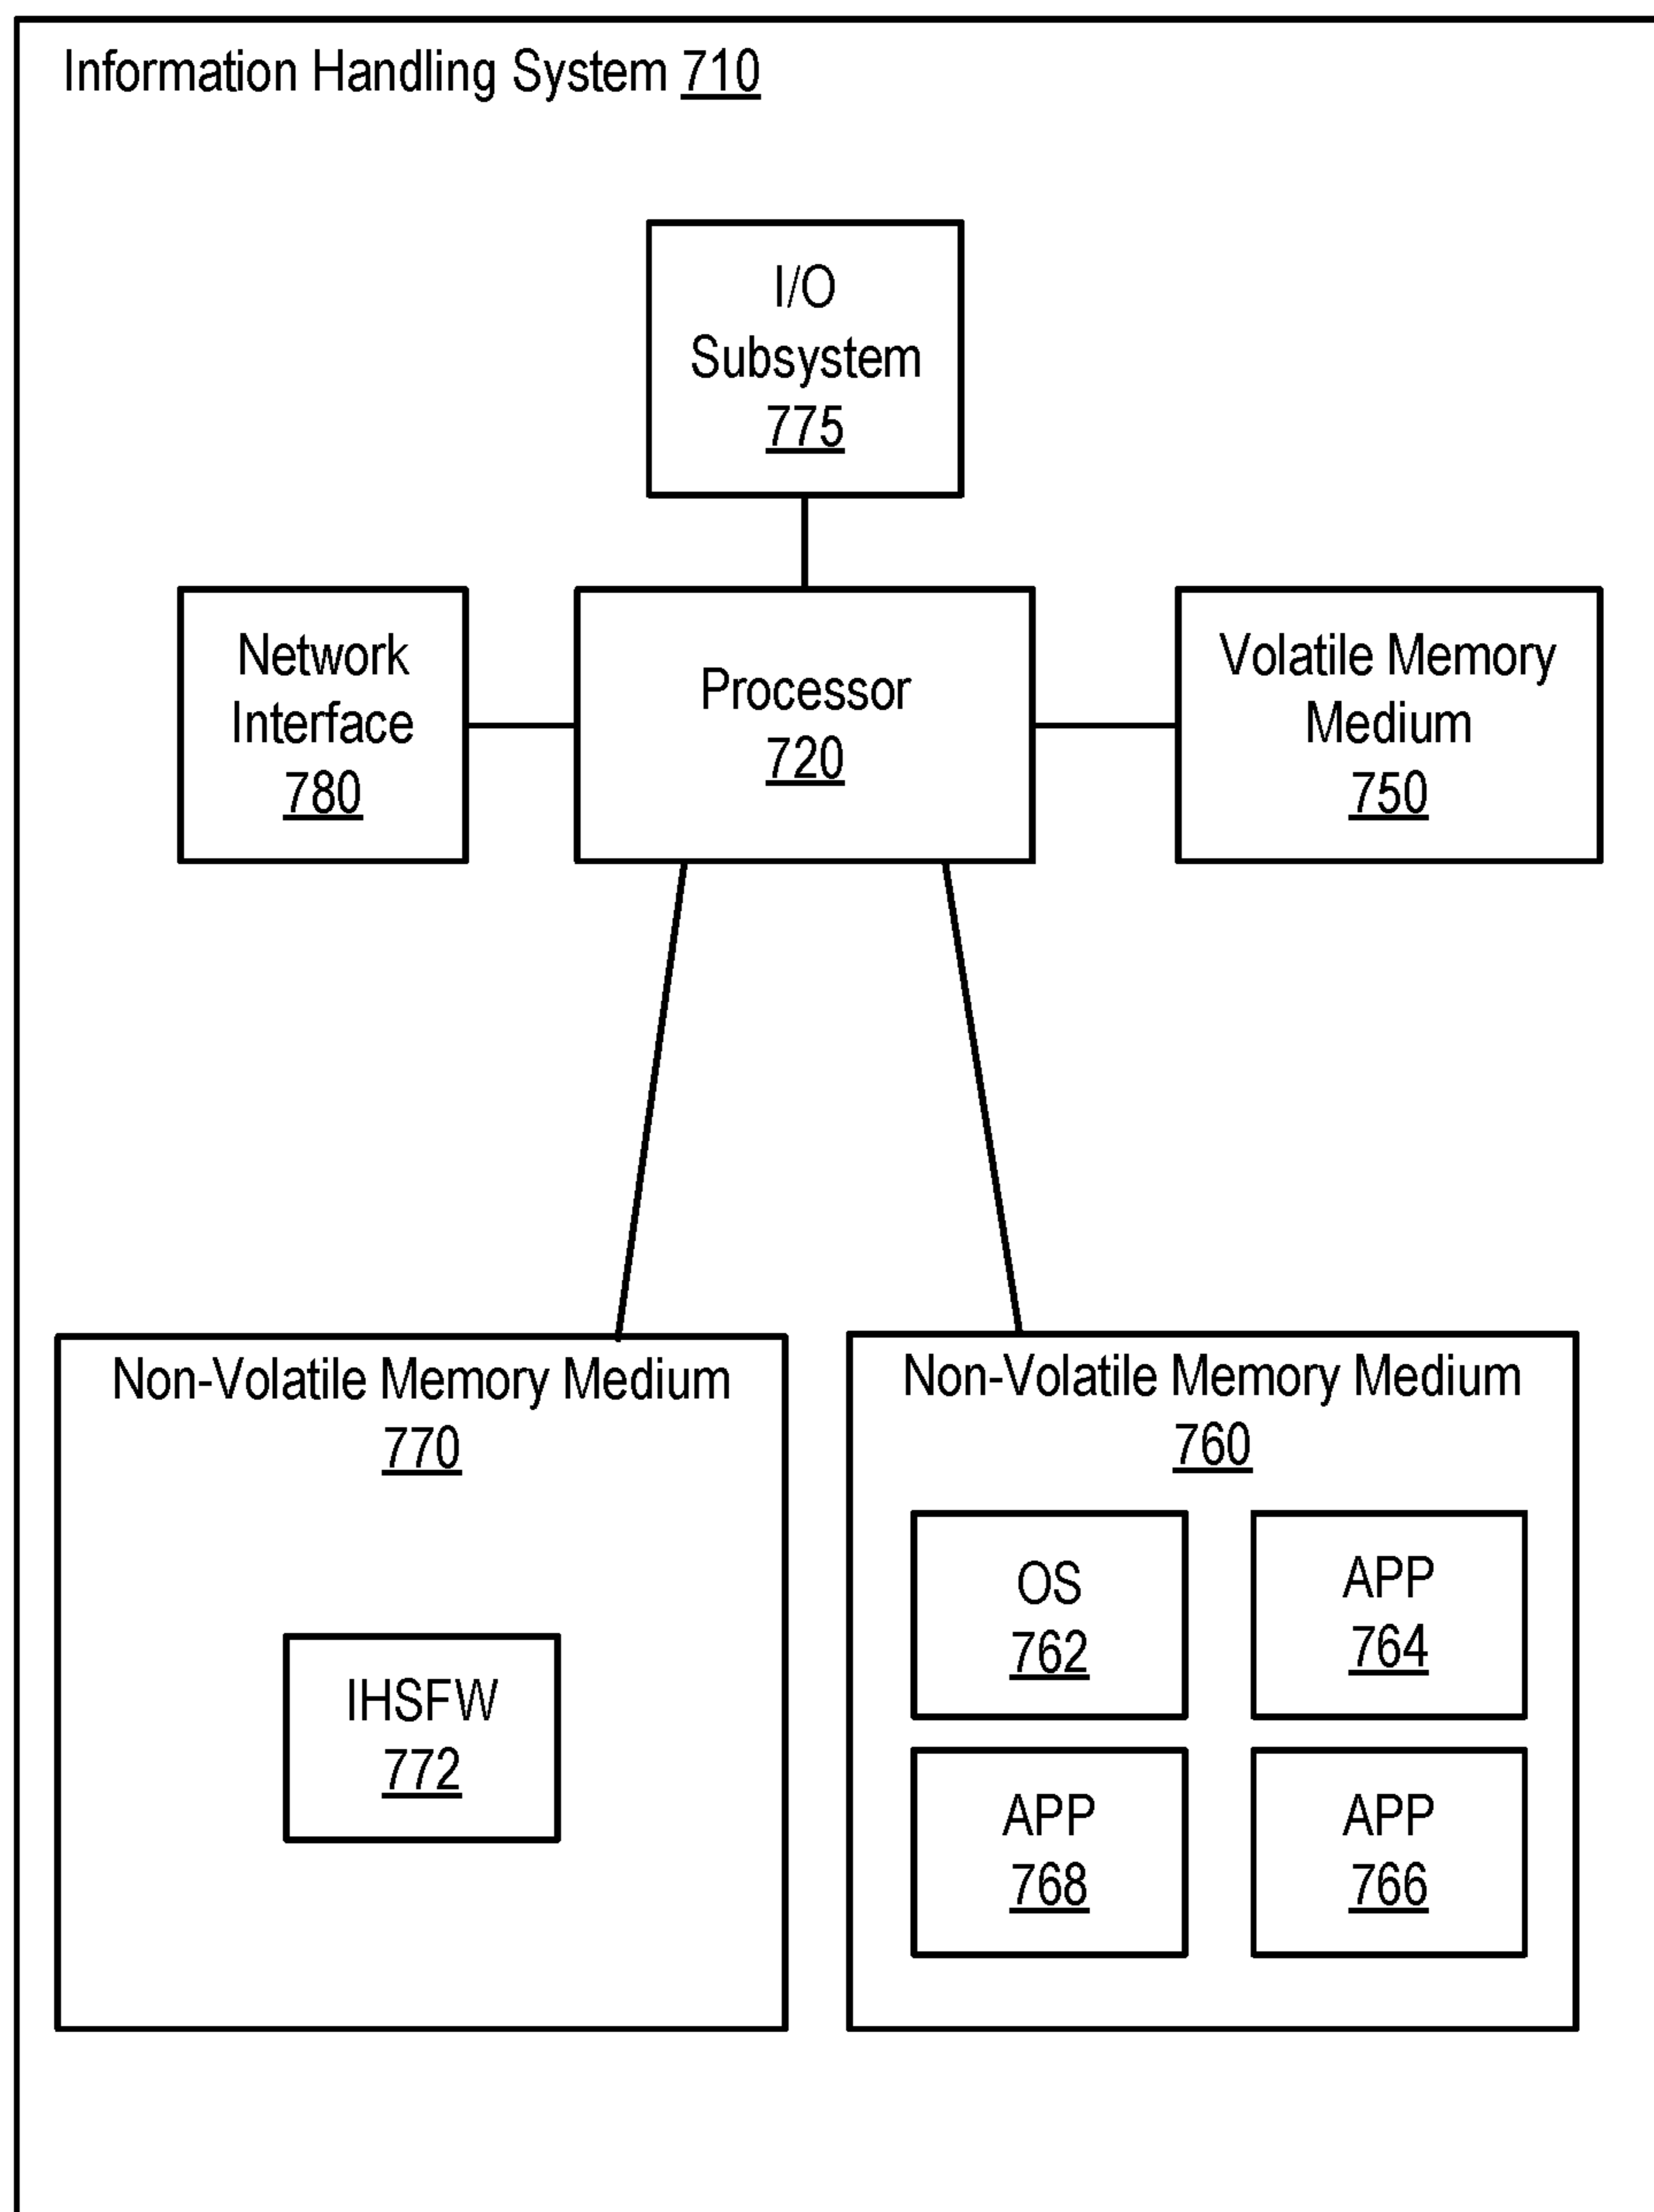 Information Handling System 710
I/O
Subsystem
775
Network
Interface
780
Processor
720
Volatile Memory
Medium
750
Non-Volatile Memory Medium
770
IHSFW
772
Non-Volatile Memory Medium
760
OS
762
APP
764
APP
768
APP
766